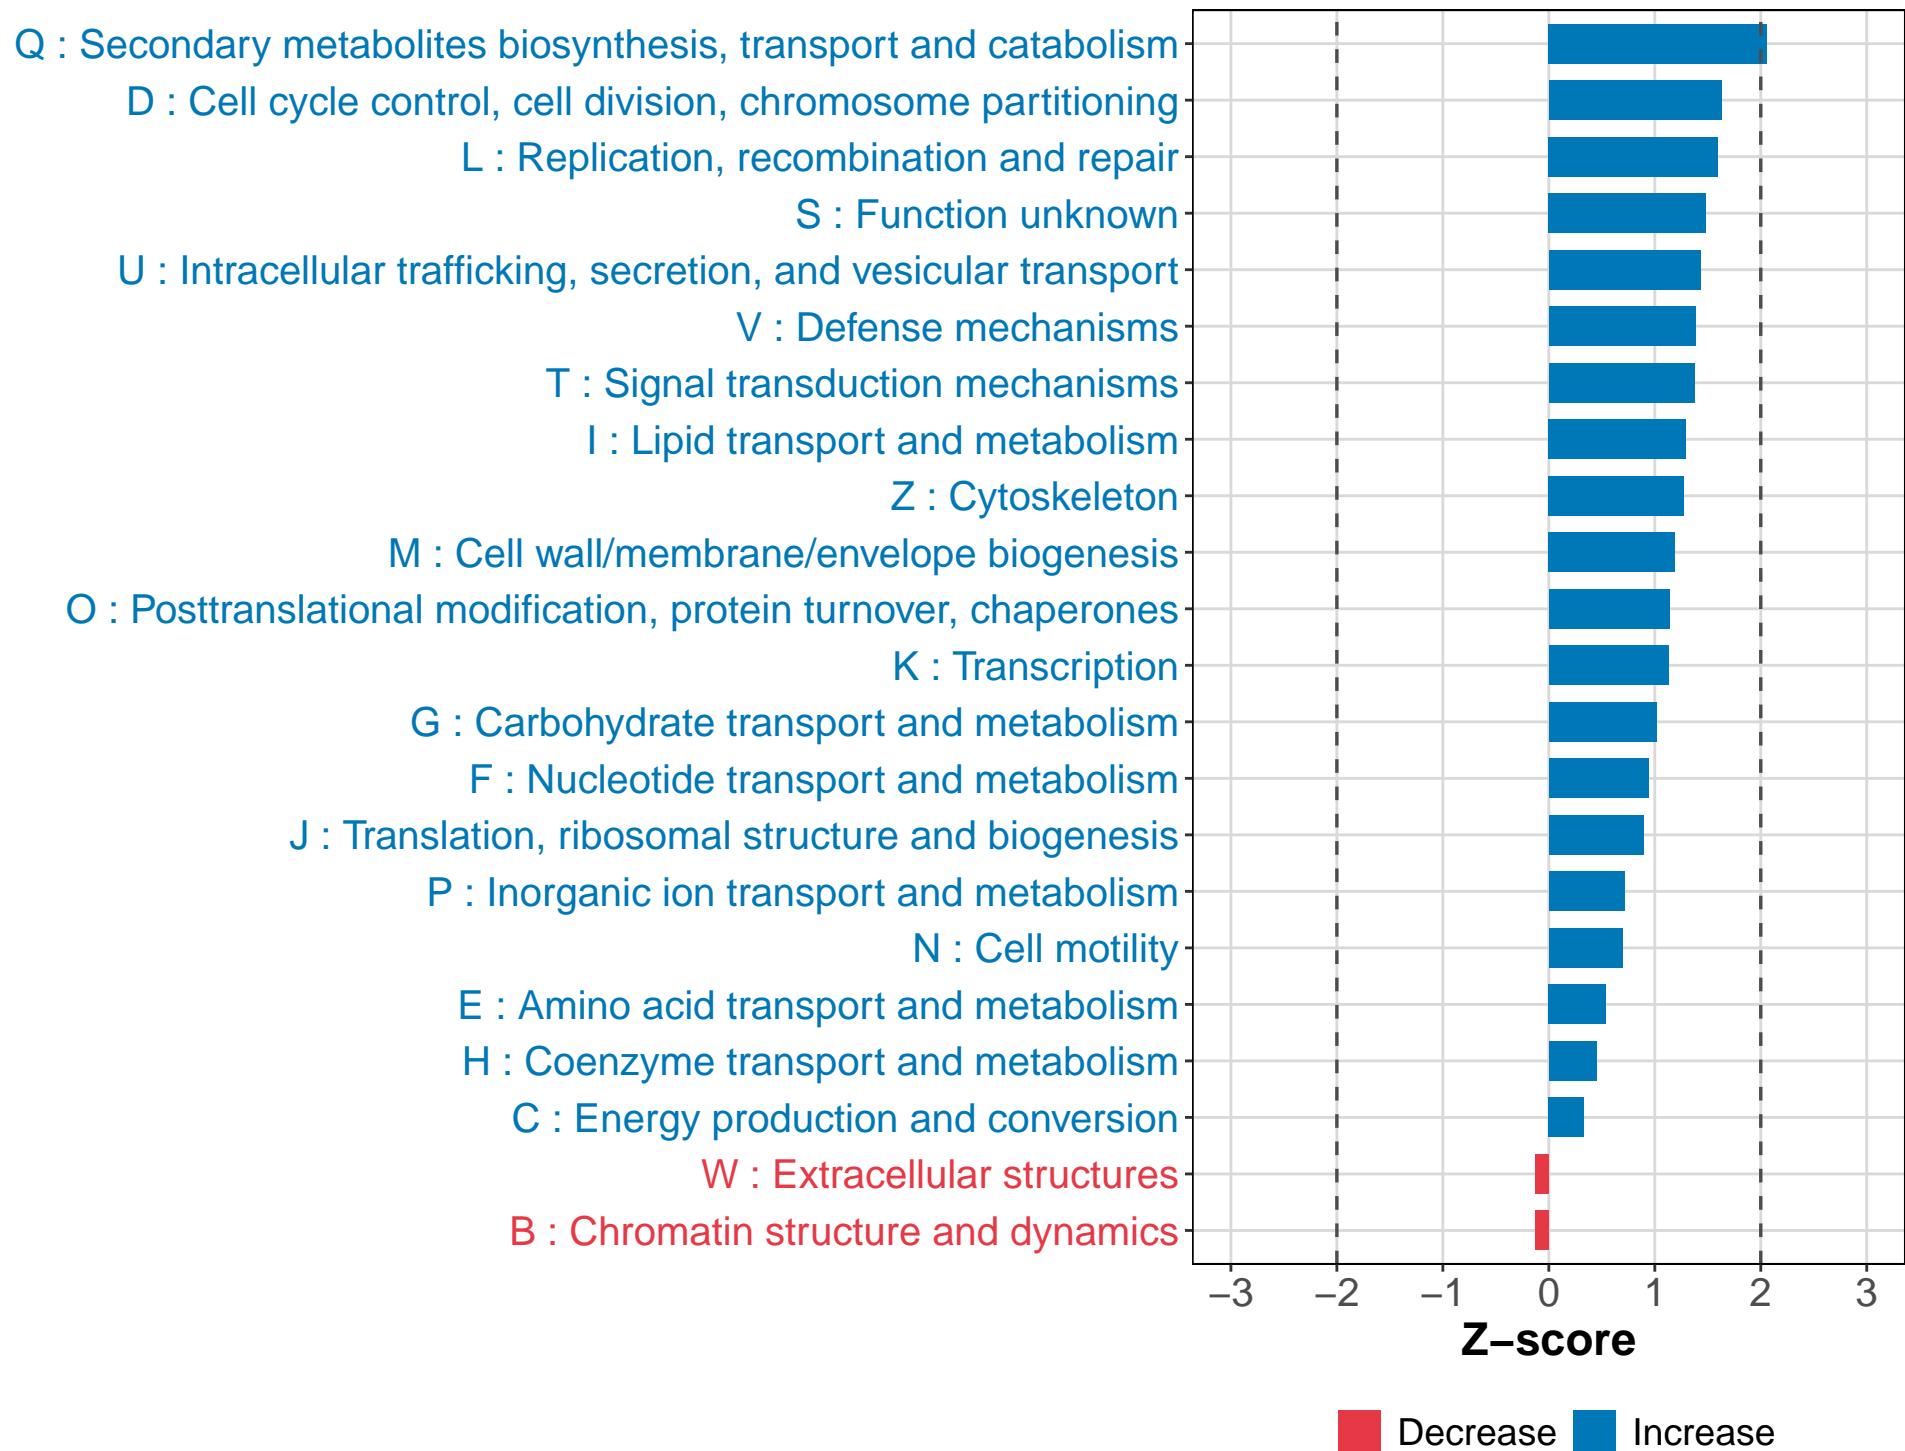 Q : Secondary metabolites biosynthesis, transport and catabolism
D : Cell cycle control, cell division, chromosome partitioning
L : Replication, recombination and repair
S : Function unknown
U : Intracellular trafficking, secretion, and vesicular transport
V : Defense mechanisms
T : Signal transduction mechanisms
I : Lipid transport and metabolism
Z : Cytoskeleton
M : Cell wall/membrane/envelope biogenesis
O : Posttranslational modification, protein turnover, chaperones
K : Transcription
G : Carbohydrate transport and metabolism
F : Nucleotide transport and metabolism
J : Translation, ribosomal structure and biogenesis
P : Inorganic ion transport and metabolism
N : Cell motility
E : Amino acid transport and metabolism
H : Coenzyme transport and metabolism
C : Energy production and conversion
W : Extracellular structures
B : Chromatin structure and dynamics
−3 −2 −1 0 1 2 3
Z−score
Decrease Increase